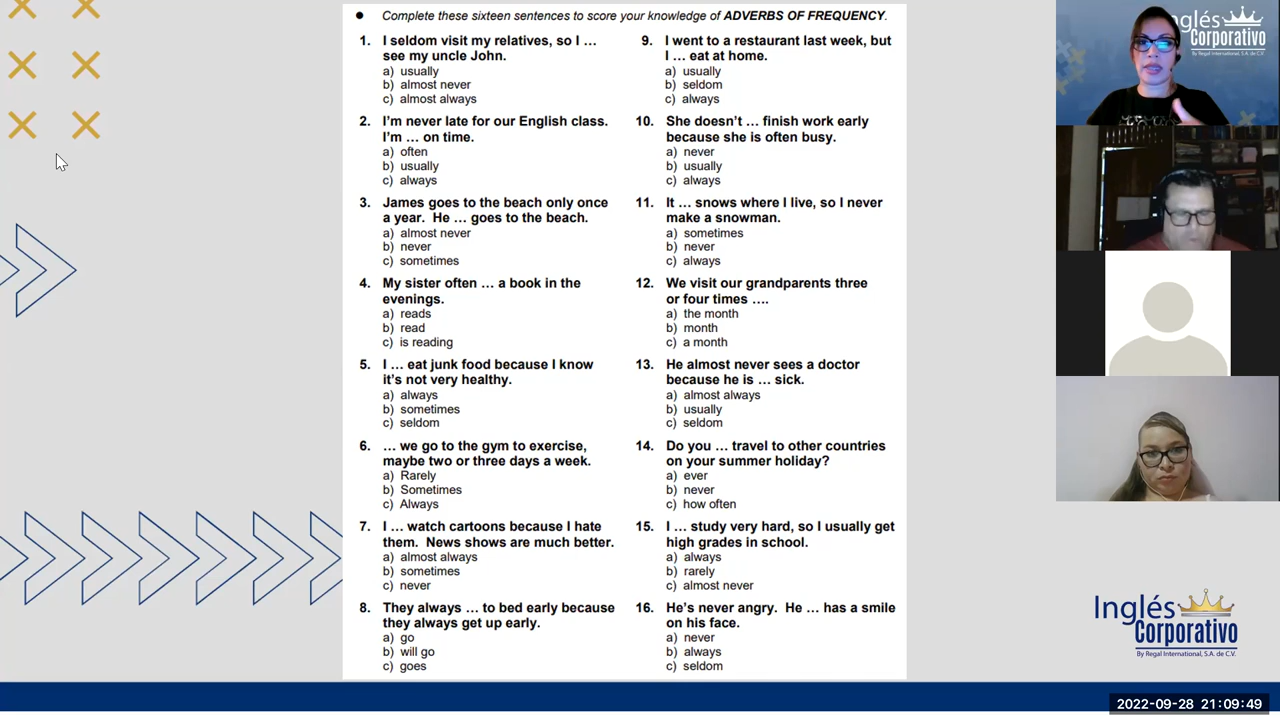 ● Complete these sixteen sentences to score your knowledge of ADVERBS OF FREQUENCY.
1. I seldom visit my relatives, so I …
see my uncle John.
a) usually
b) almost never
c) almost always
2. I'm never late for our English class.
I'm … on time.
a) often
b) usually
c) always
3. James goes to the beach only once
a year. He … goes to the beach.
a) almost never
b) never
c) sometimes
4. My sister often … a book in the
evenings.
a) reads
b) read
c) is reading
5. I … eat junk food because I know
it's not very healthy.
a) always
b) sometimes
c) seldom
6. … we go to the gym to exercise,
maybe two or three days a week.
a) Rarely
b) Sometimes
c) Always
7. I … watch cartoons because I hate
them. News shows are much better.
a) almost always
b) sometimes
c) never
8. They always … to bed early because
they always get up early.
a) go
b) will go
c) goes
9. I went to a restaurant last week, but
I … eat at home.
a) usually
b) seldom
c) always
10. She doesn't … finish work early
because she is often busy.
a) never
b) usually
c) always
11. It … snows where I live, so I never
make a snowman.
a) sometimes
b) never
c) always
12. We visit our grandparents three
or four times ….
a) the month
b) month
c) a month
13. He almost never sees a doctor
because he is … sick.
a) almost always
b) usually
c) seldom
14. Do you … travel to other countries
on your summer holiday?
a) ever
b) never
c) how often
15. I … study very hard, so I usually get
high grades in school.
a) always
b) rarely
c) almost never
16. He's never angry. He … has a smile
on his face.
a) never
b) always
c) seldom
Inglés
Corporativo
By Regal International, S.A. de C.V.
Inglés
Corporativo
By Regal International, S.A. de C.V.
2022-09-28 21:09:49